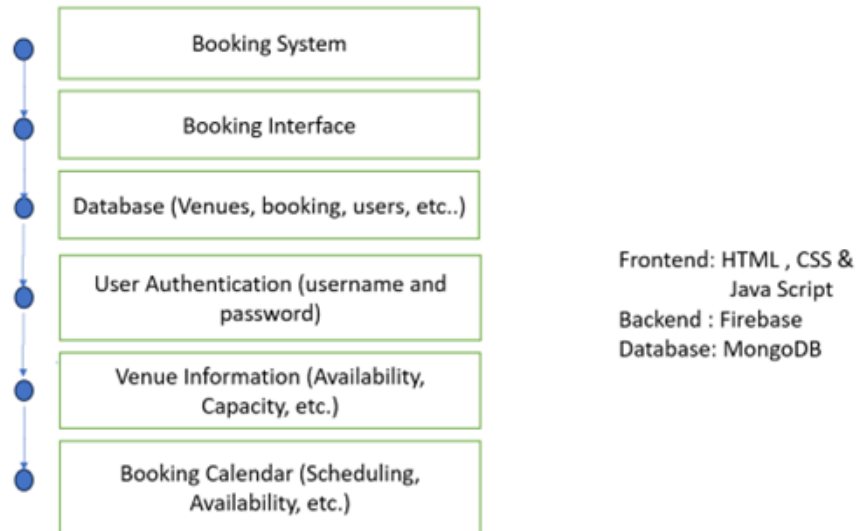 Booking System
Booking Interface
Database (Venues, booking, users, etc..)
User Authentication (username and
password)
Venue Information (Availability,
Capacity, etc.)
Booking Calendar (Scheduling,
Availability, etc.)
Frontend: HTML , CSS &
Java Script
Backend : Firebase
Database: MongoDB